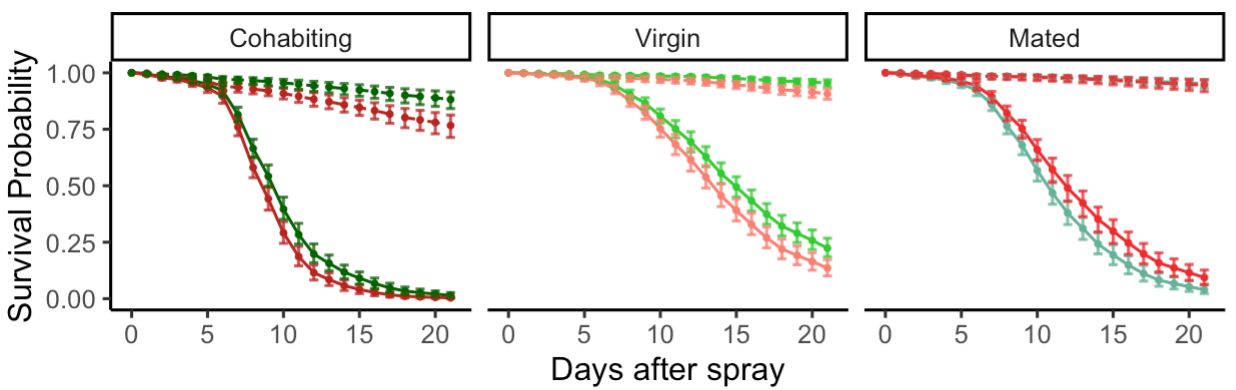 Cohabiting Virgin Mated
Survival Probability
1.00
0.75
0.50
0.25
0.00
0 5 10 15 20 0 5 10 15 20 0 5 10 15 20
Days after spray